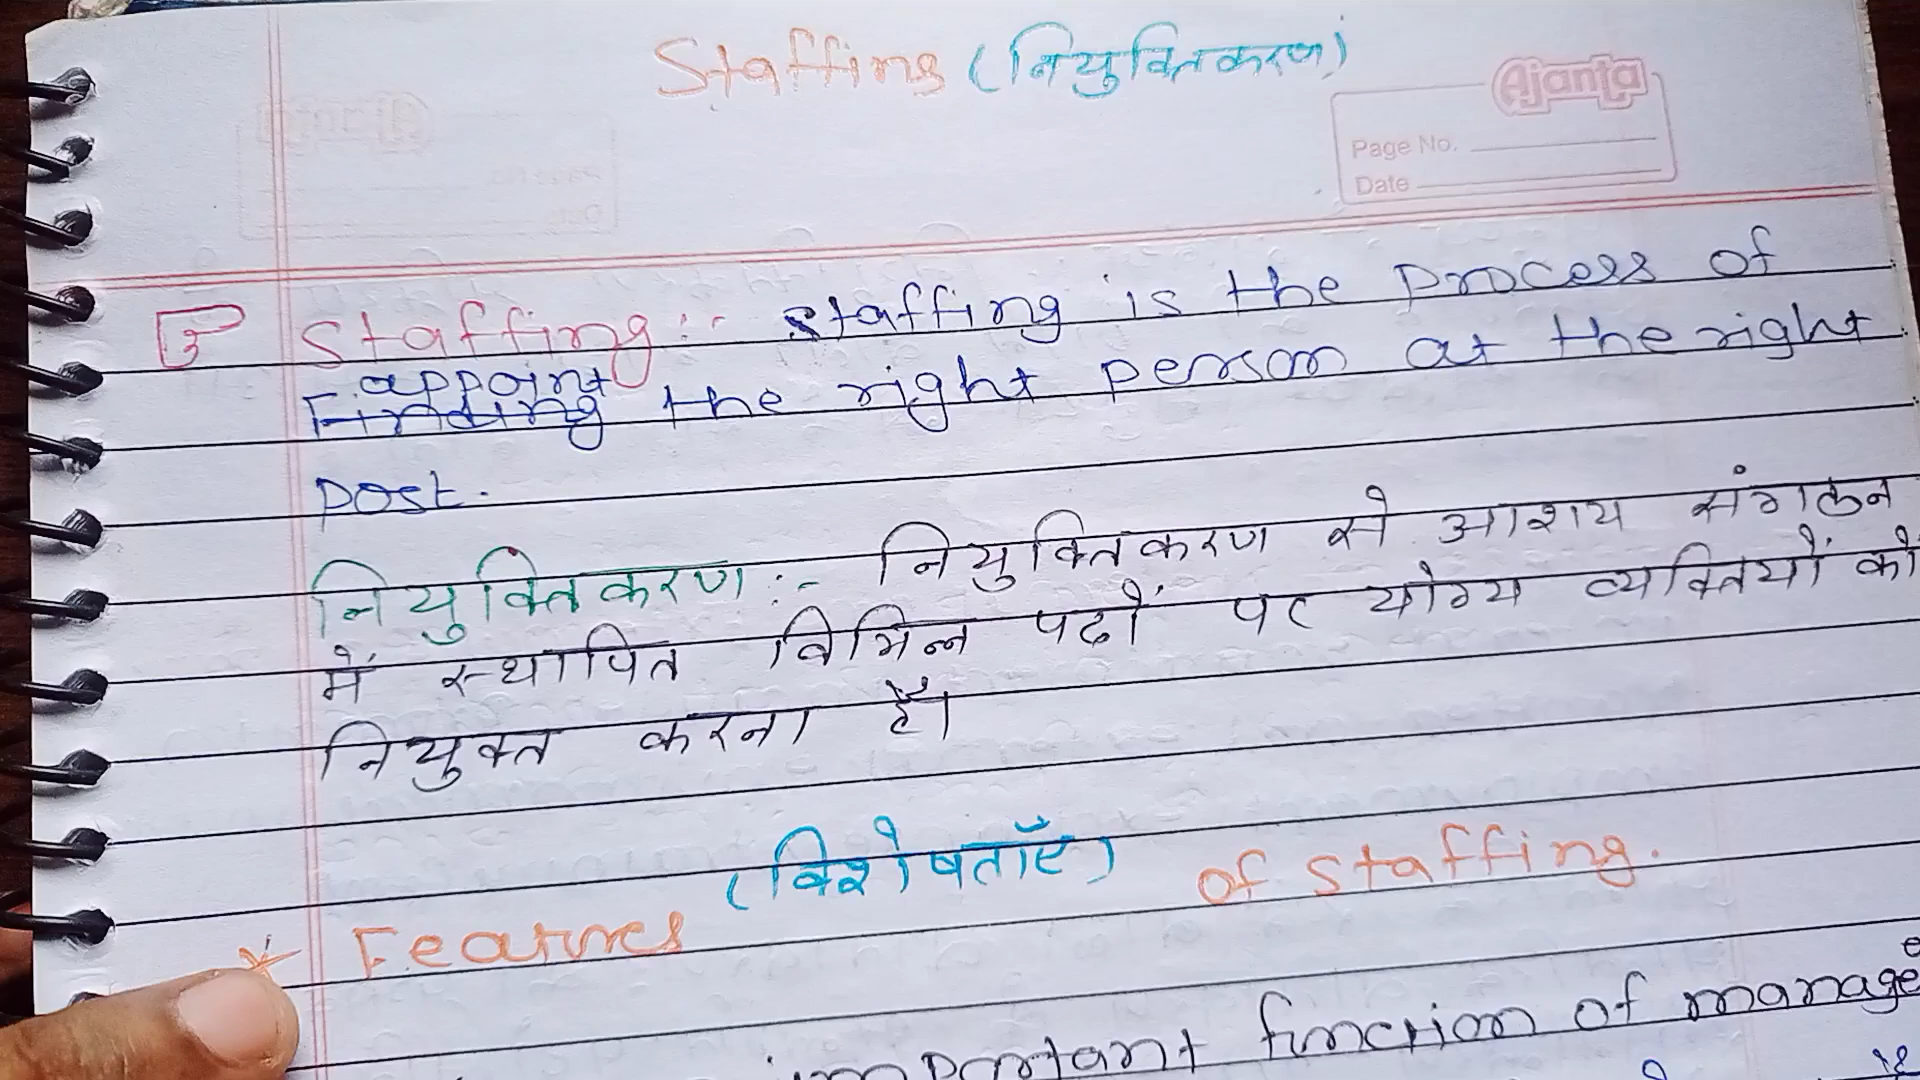 Staffing (नियुक्तिकरण)
Ajanta
Page No.
Date
Staffing :- Staffing is the process of
appoint
Finding the right person at the right
post.
नियुक्तिकरण :- नियुक्तिकरण से आशय संगठन
में स्थापित विभिन्न पदों पर योग्य व्यक्तियों को
नियुक्त करना है।
* Features (विशेषताएँ) of staffing.
important function of manage